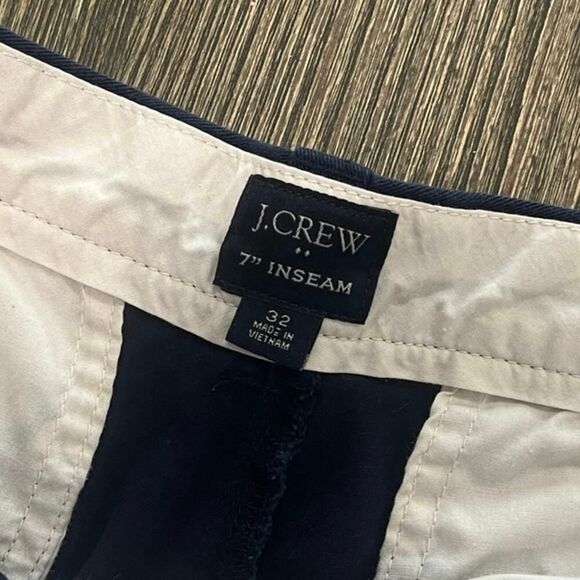 J.CREW
7" INSEAM
32
MADE IN
VIETNAM